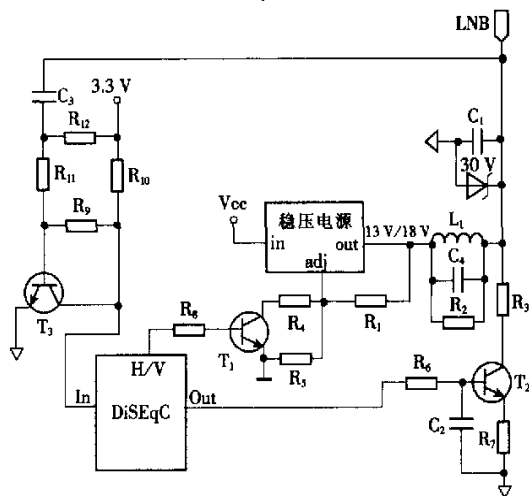 LNB
3.3 V
C₃
R₁₂
C₁
R₁₁
R₁₀
30 V
Vcc
稳压电源
13 V/18 V
L₁
R₉
in
out
adj
C₄
R₃
R₂
T₃
R₈
R₄
R₁
T₁
R₅
R₆
T₂
H/V
In
Out
DiSEqC
C₂
R₇